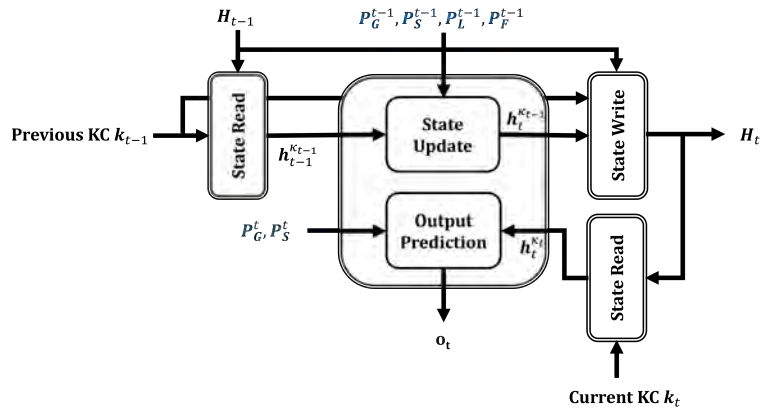 H_{t−1}
P_G^{t−1}, P_S^{t−1}, P_L^{t−1}, P_F^{t−1}
State Read
State
Update
State Write
Previous KC k_{t−1}
h_{t−1}^{κ_{t−1}}
h_t^{κ_{t−1}}
H_t
P_G^t, P_S^t
Output
Prediction
h_t^{κ_t}
State Read
o_t
Current KC k_t